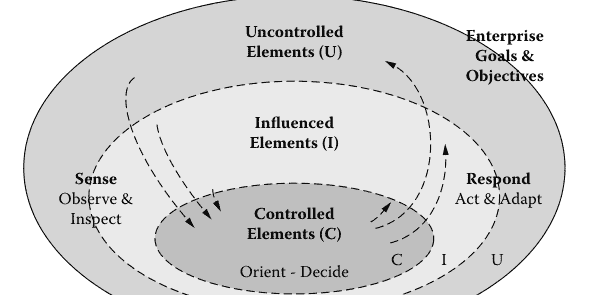 Uncontrolled
Elements (U)
Enterprise
Goals &
Objectives
Influenced
Elements (I)
Sense
Observe &
Inspect
Respond
Act & Adapt
Controlled
Elements (C)
Orient - Decide
C I U